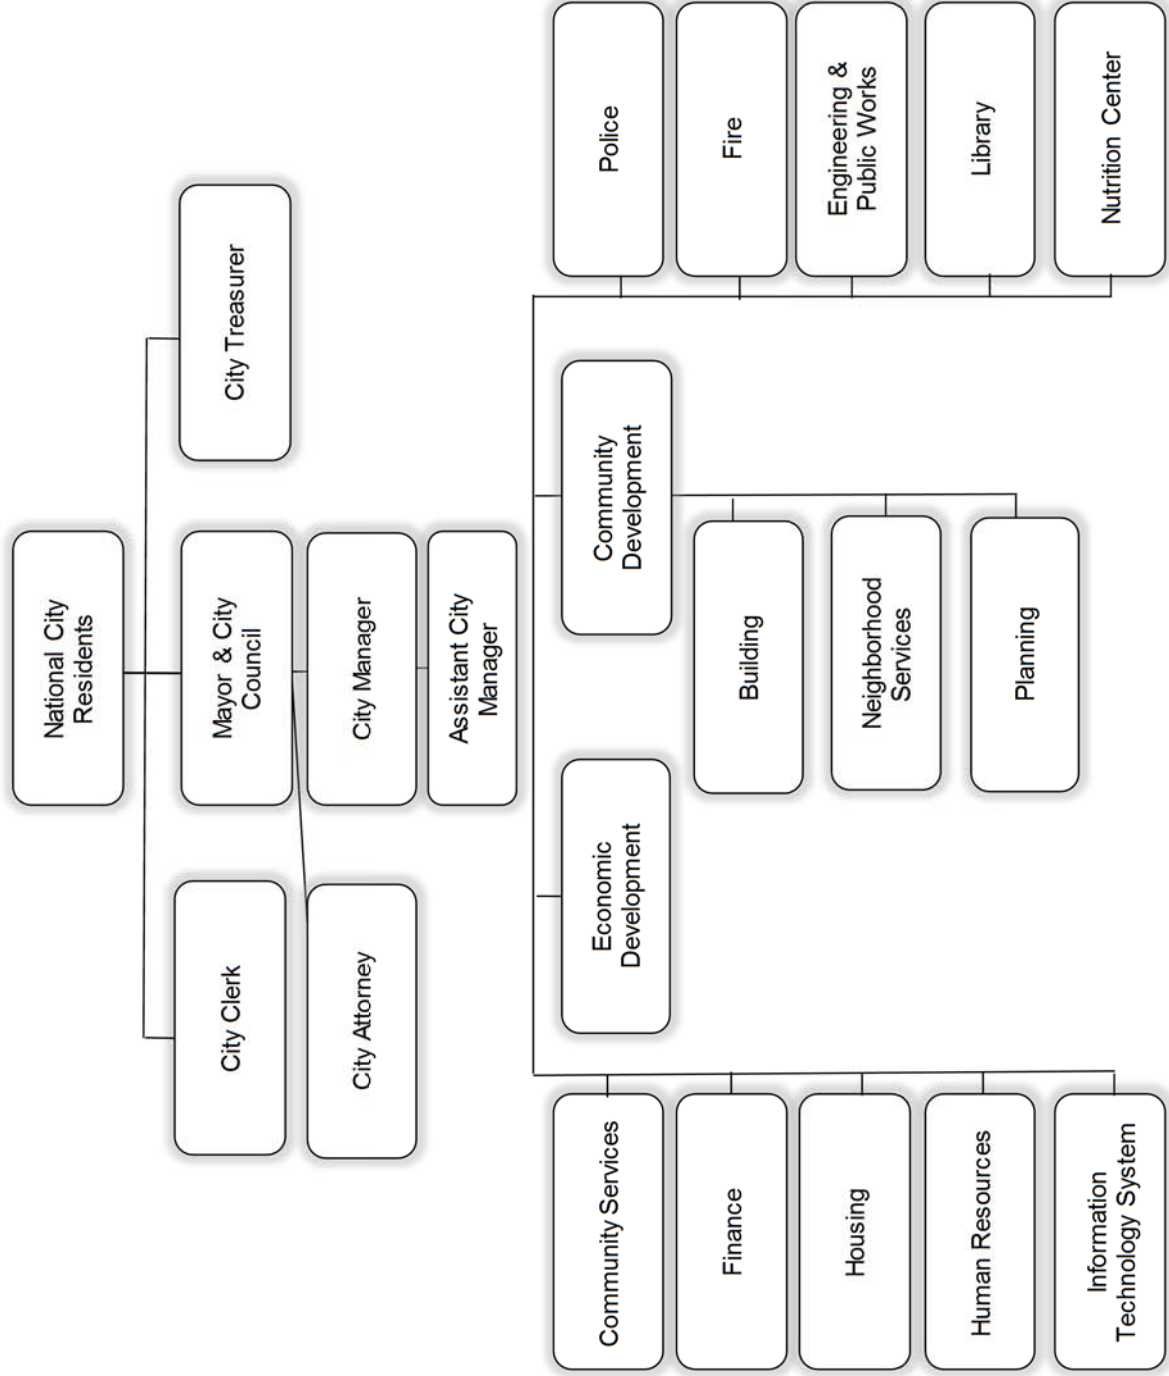 National City
Residents
City Clerk
Mayor & City
Council
City Treasurer
City Attorney
City Manager
Assistant City
Manager
Community Services
Finance
Housing
Human Resources
Information
Technology System
Economic
Development
Community
Development
Building
Neighborhood
Services
Planning
Police
Fire
Engineering &
Public Works
Library
Nutrition Center